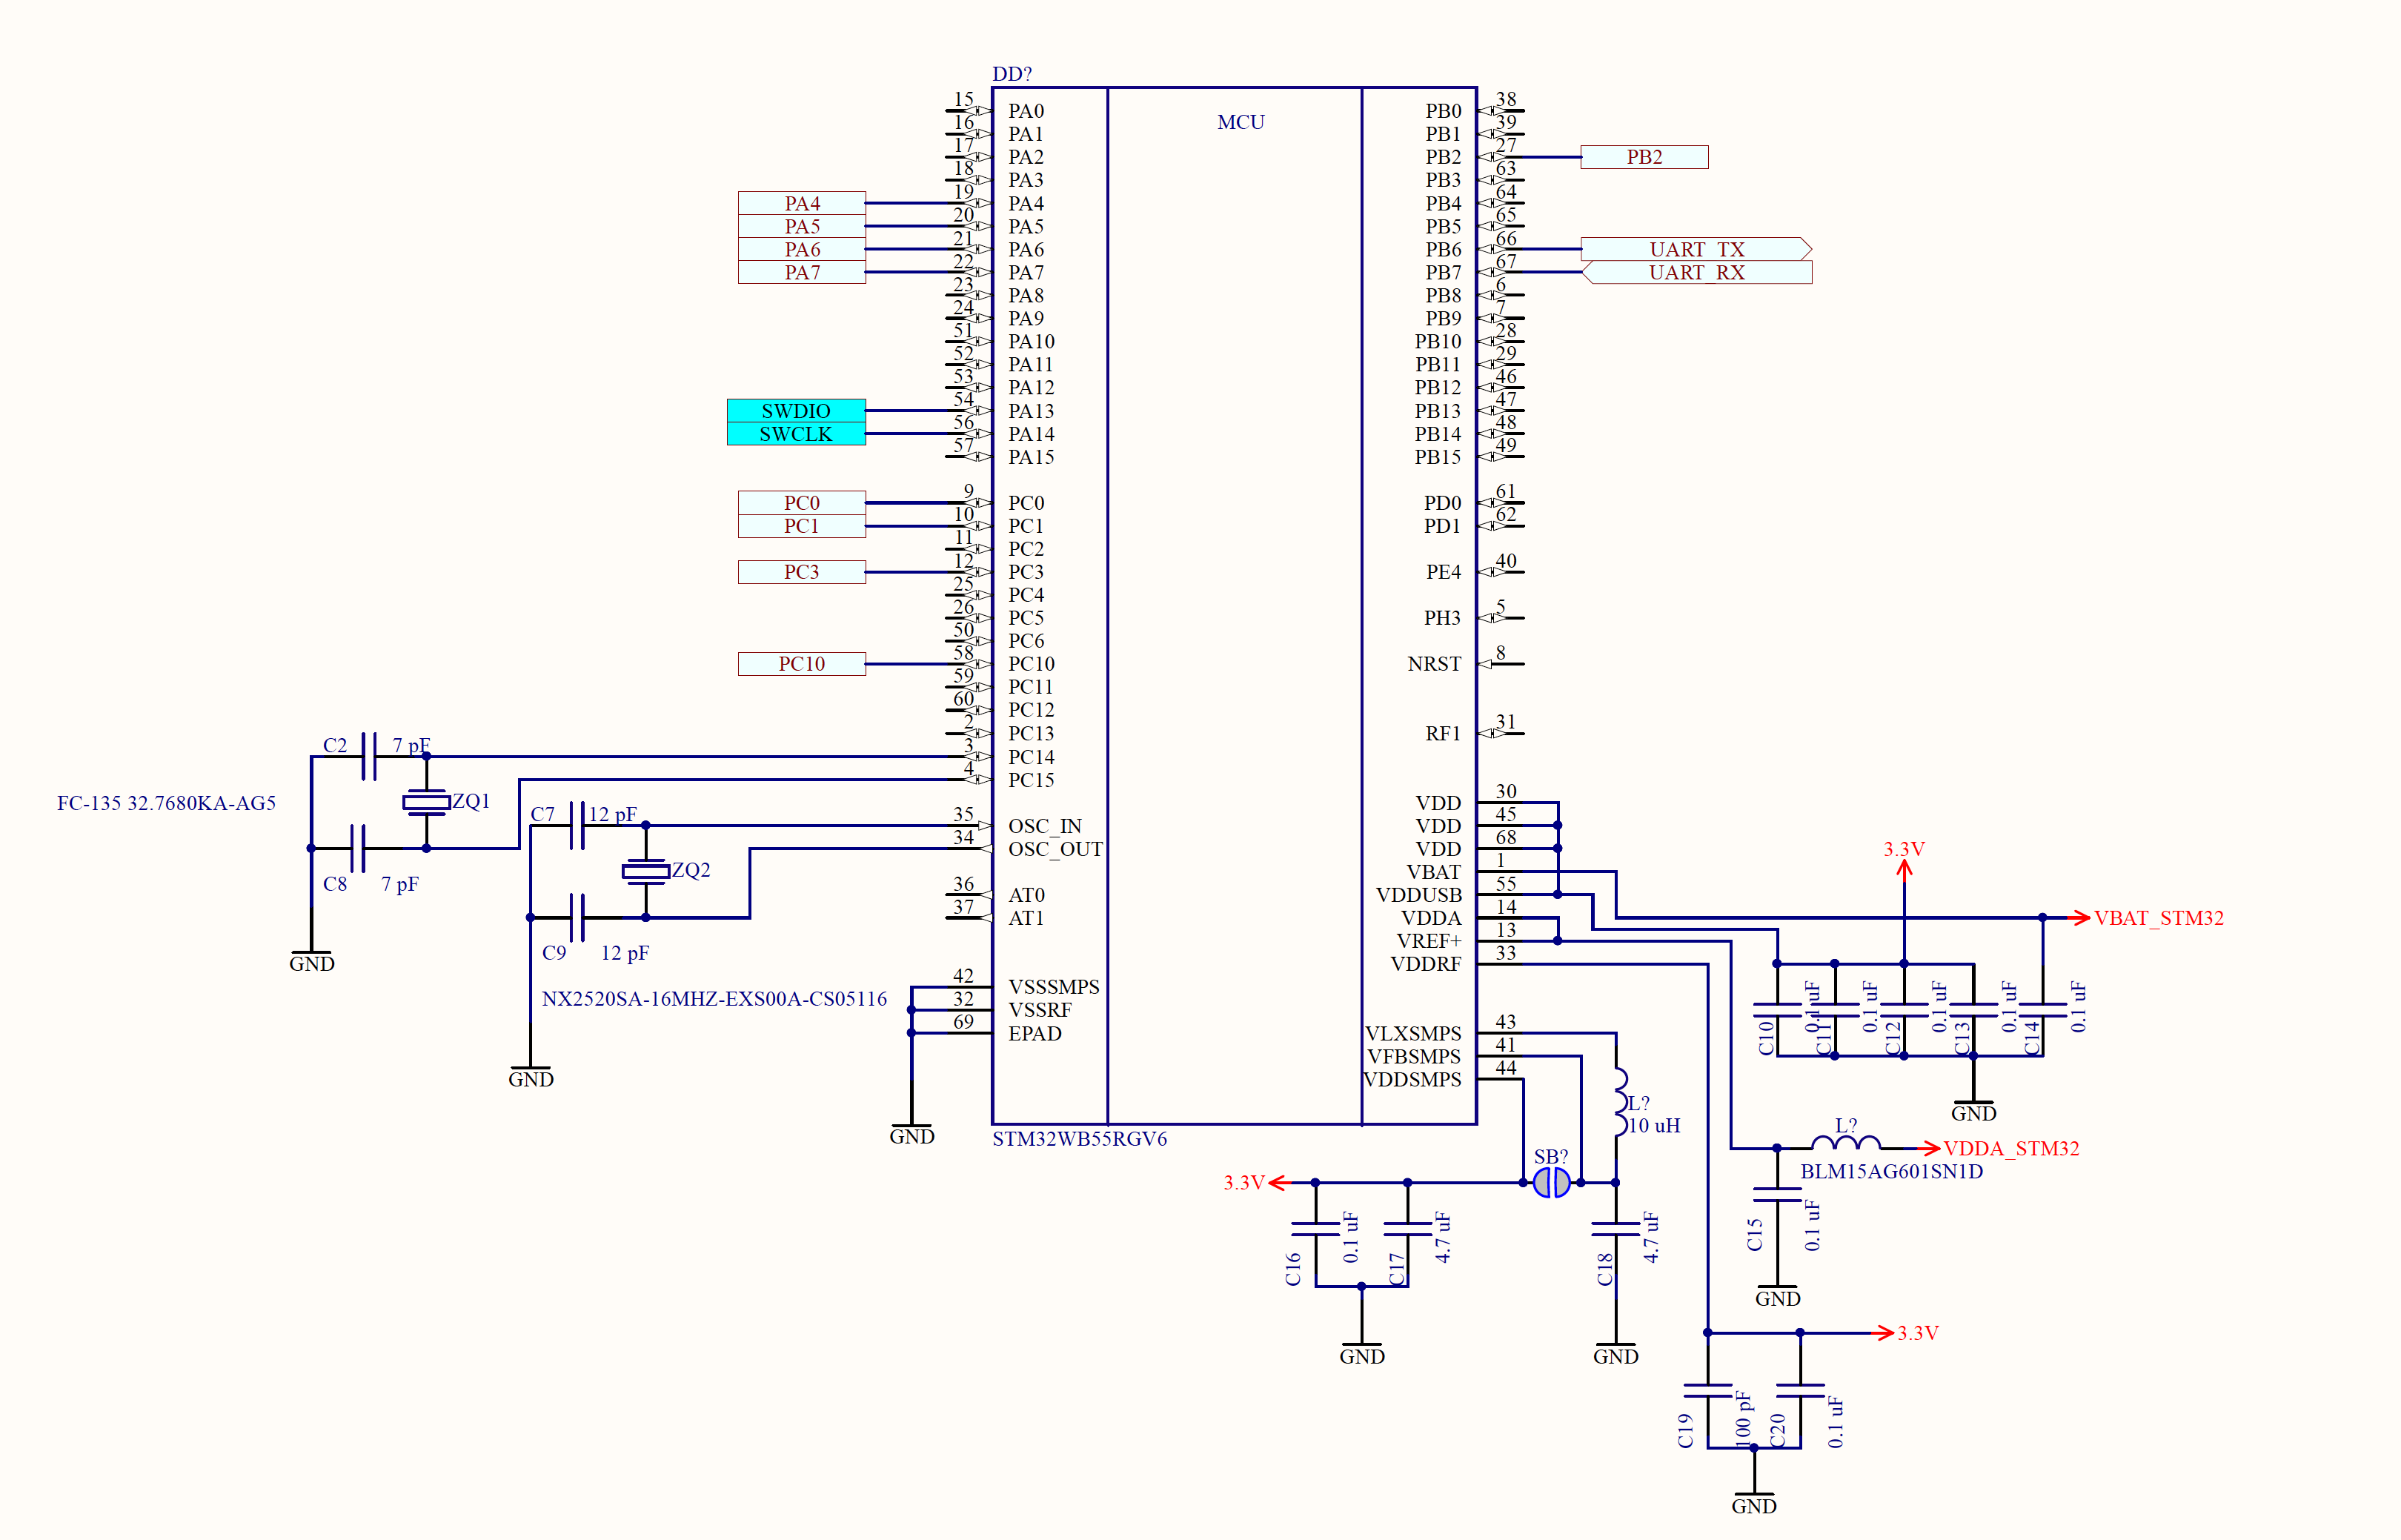 DD?
MCU
15 PA0
16 PA1
17 PA2
18 PA3
PA4 19 PA4
PA5 20 PA5
PA6 21 PA6
PA7 22 PA7
23 PA8
24 PA9
51 PA10
52 PA11
53 PA12
SWDIO 54 PA13
SWCLK 56 PA14
57 PA15
PC0 9 PC0
PC1 10 PC1
11 PC2
PC3 12 PC3
25 PC4
26 PC5
50 PC6
PC10 58 PC10
59 PC11
60 PC12
2 PC13
3 PC14
4 PC15
35 OSC_IN
34 OSC_OUT
36 AT0
37 AT1
42 VSSSMPS
32 VSSRF
69 EPAD
PB0 38
PB1 39
PB2 27 PB2
PB3 63
PB4 64
PB5 65
PB6 66 UART_TX
PB7 67 UART_RX
PB8 6
PB9 7
PB10 28
PB11 29
PB12 46
PB13 47
PB14 48
PB15 49
PD0 61
PD1 62
PE4 40
PH3 5
NRST 8
RF1 31
VDD 30
VDD 45
VDD 68
VBAT 1
VDDUSB 55
VDDA 14
VREF+ 13
VDDRF 33
VLXSMPS 43
VFBSMPS 41
VDDSMPS 44
STM32WB55RGV6
C2 7 pF
FC-135 32.7680KA-AG5
ZQ1
C8 7 pF
GND
C7 12 pF
ZQ2
C9 12 pF
NX2520SA-16MHZ-EXS00A-CS05116
GND
GND
3.3V
VBAT_STM32
C10 0.1 uF
C11 0.1 uF
C12 0.1 uF
C13 0.1 uF
C14 0.1 uF
GND
L?
10 uH
L?
VDDA_STM32
BLM15AG601SN1D
SB?
3.3V
C16 0.1 uF
C17 4.7 uF
C18 4.7 uF
C15 0.1 uF
GND
GND
GND
3.3V
C19 100 pF
C20 0.1 uF
GND